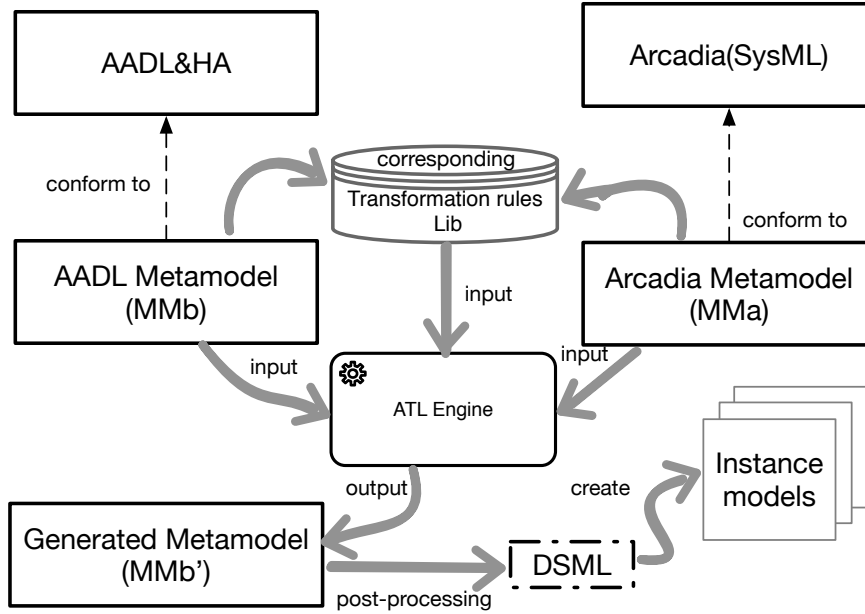 AADL&HA
Arcadia(SysML)
corresponding
Transformation rules
Lib
conform to
conform to
AADL Metamodel
(MMb)
Arcadia Metamodel
(MMa)
input
input
input
ATL Engine
output
create
Instance
models
Generated Metamodel
(MMb’)
DSML
post-processing